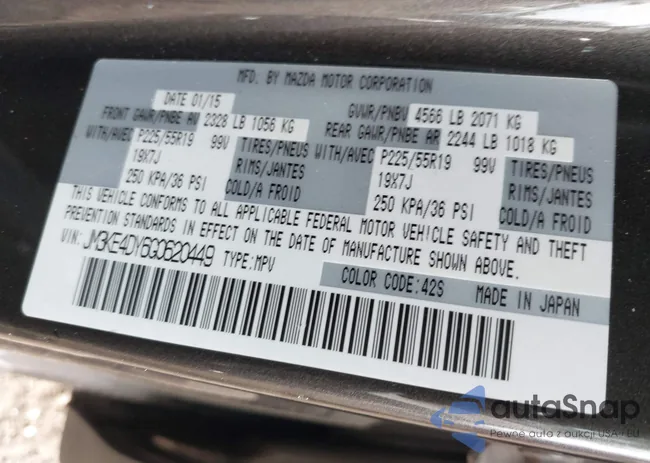 MFD. BY MAZDA MOTOR CORPORATION
DATE 01/15 GVWR/PNBV 4566 LB 2071 KG
FRONT GAWR/PNBE AV 2328 LB 1056 KG REAR GAWR/PNBE AR 2244 LB 1018 KG
WITH/AVEC P225/55R19 99V TIRES/PNEUS WITH/AVEC P225/55R19 99V TIRES/PNEUS
19X7J RIMS/JANTES 19X7J RIMS/JANTES
250 KPA/36 PSI COLD/A FROID 250 KPA/36 PSI COLD/A FROID
THIS VEHICLE CONFORMS TO ALL APPLICABLE FEDERAL MOTOR VEHICLE SAFETY AND THEFT
PREVENTION STANDARDS IN EFFECT ON THE DATE OF MANUFACTURE SHOWN ABOVE.
VIN: JM3KE4DY6G0620449 TYPE: MPV
COLOR CODE: 42S MADE IN JAPAN
autoSnap
Pewne auta z aukcji USA i EU